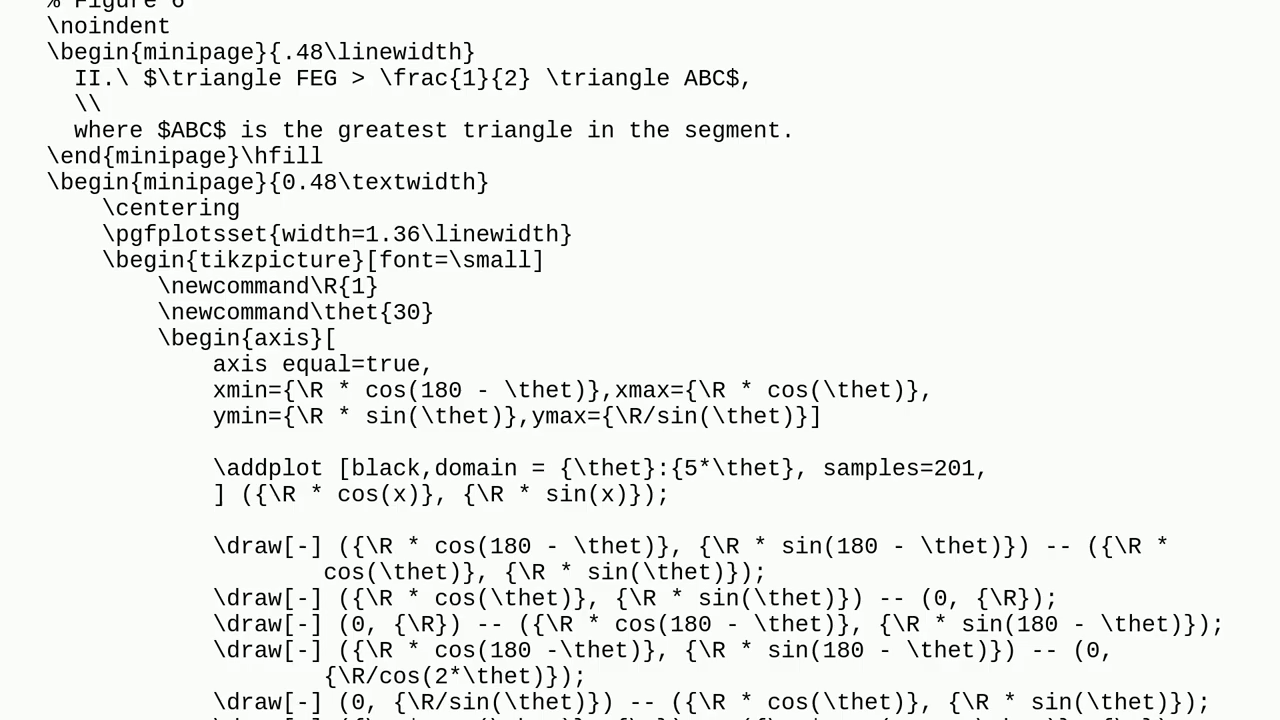 % Figure 6
\noindent
\begin{minipage}{.48\linewidth}
  II.\ $\triangle FEG > \frac{1}{2} \triangle ABC$,
  \\
  where $ABC$ is the greatest triangle in the segment.
\end{minipage}\hfill
\begin{minipage}{0.48\textwidth}
    \centering
    \pgfplotsset{width=1.36\linewidth}
    \begin{tikzpicture}[font=\small]
        \newcommand\R{1}
        \newcommand\thet{30}
        \begin{axis}[
            axis equal=true,
            xmin={\R * cos(180 - \thet)},xmax={\R * cos(\thet)},
            ymin={\R * sin(\thet)},ymax={\R/sin(\thet)}]
            \addplot [black,domain = {\thet}:{5*\thet}, samples=201,
            ] ({\R * cos(x)}, {\R * sin(x)});
            \draw[-] ({\R * cos(180 - \thet)}, {\R * sin(180 - \thet)}) -- ({\R *
                    cos(\thet)}, {\R * sin(\thet)});
            \draw[-] ({\R * cos(\thet)}, {\R * sin(\thet)}) -- (0, {\R});
            \draw[-] (0, {\R}) -- ({\R * cos(180 - \thet)}, {\R * sin(180 - \thet)});
            \draw[-] ({\R * cos(180 -\thet)}, {\R * sin(180 - \thet)}) -- (0,
                    {\R/cos(2*\thet)});
            \draw[-] (0, {\R/sin(\thet)}) -- ({\R * cos(\thet)}, {\R * sin(\thet)});